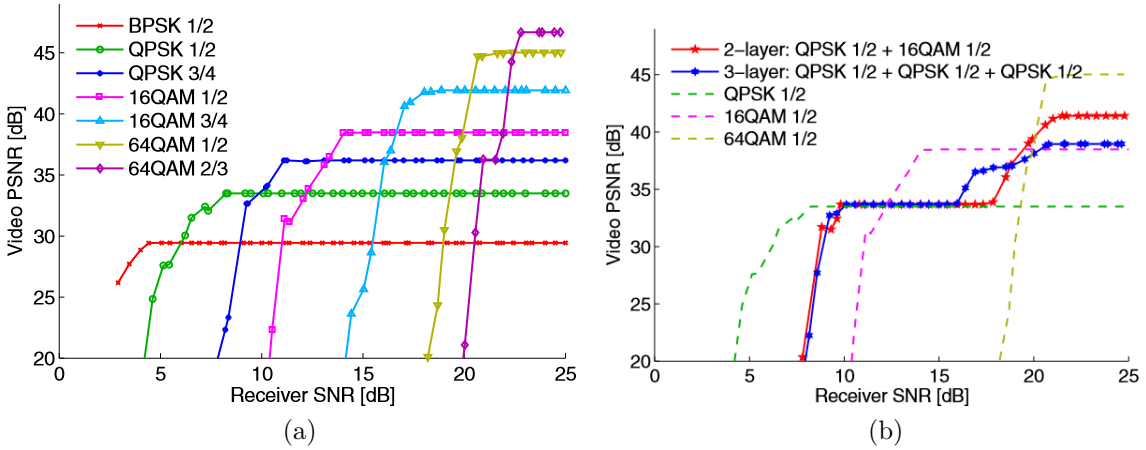 BPSK 1/2
QPSK 1/2
QPSK 3/4
16QAM 1/2
16QAM 3/4
64QAM 1/2
64QAM 2/3
Video PSNR [dB]
45
40
35
30
25
20
0
5
10
15
20
25
Receiver SNR [dB]
(a)
2−layer: QPSK 1/2 + 16QAM 1/2
3−layer: QPSK 1/2 + QPSK 1/2 + QPSK 1/2
QPSK 1/2
16QAM 1/2
64QAM 1/2
Video PSNR [dB]
45
40
35
30
25
20
0
5
10
15
20
25
Receiver SNR [dB]
(b)